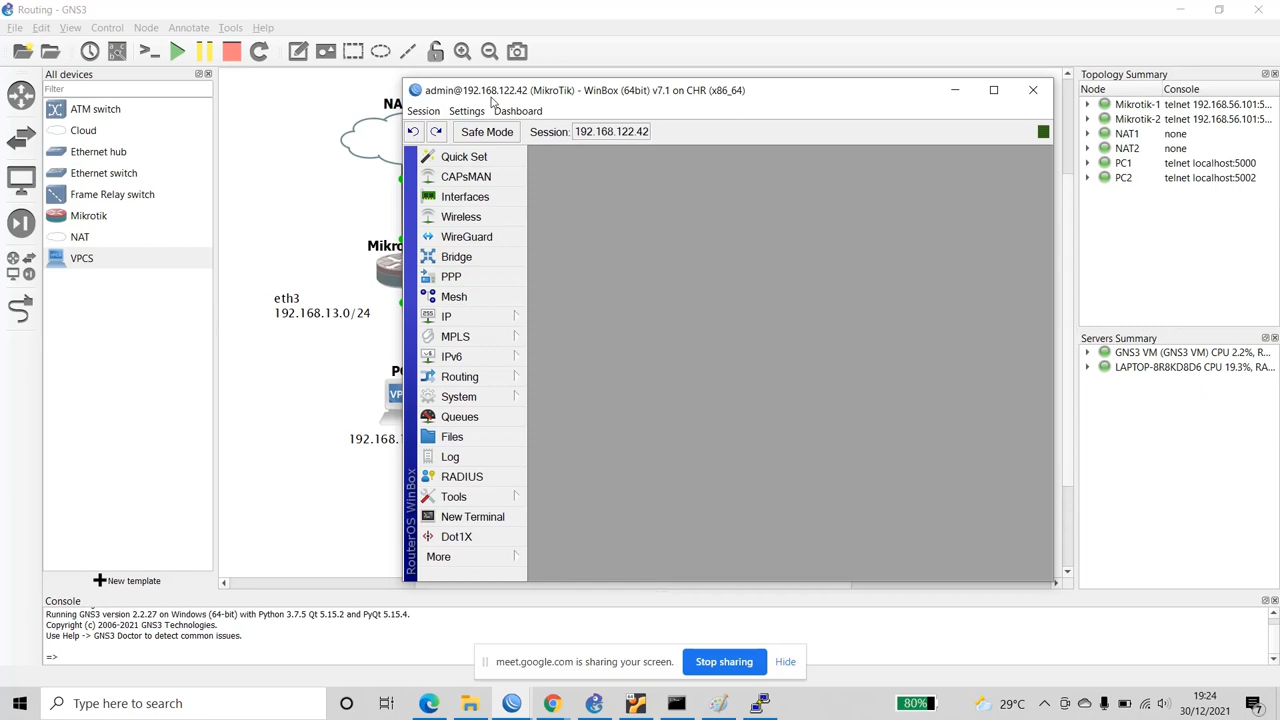 Routing - GNS3
File Edit View Control Node Annotate Tools Help
All devices
Filter
ATM switch
Cloud
Ethernet hub
Ethernet switch
Frame Relay switch
Mikrotik
NAT
VPCS
New template
NA
Mikro
eth3
192.168.13.0/24
P
VP
192.168.1
admin@192.168.122.42 (MikroTik) - WinBox (64bit) v7.1 on CHR (x86_64)
Session Settings Dashboard
Safe Mode Session: 192.168.122.42
Quick Set
CAPsMAN
Interfaces
Wireless
WireGuard
Bridge
PPP
Mesh
IP
MPLS
IPv6
Routing
System
Queues
Files
Log
RADIUS
Tools
New Terminal
Dot1X
More
RouterOS WinBox
Topology Summary
Node Console
Mikrotik-1 telnet 192.168.56.101:5...
Mikrotik-2 telnet 192.168.56.101:5...
NAT1 none
NAT2 none
PC1 telnet localhost:5000
PC2 telnet localhost:5002
Servers Summary
GNS3 VM (GNS3 VM) CPU 2.2%, R...
LAPTOP-8R8KD8D6 CPU 19.3%, RA...
Console
Running GNS3 version 2.2.27 on Windows (64-bit) with Python 3.7.5 Qt 5.15.2 and PyQt 5.15.4.
Copyright (c) 2006-2021 GNS3 Technologies.
Use Help -> GNS3 Doctor to detect common issues.
=>
meet.google.com is sharing your screen. Stop sharing Hide
Type here to search
80%
29°C
19:24
30/12/2021
7